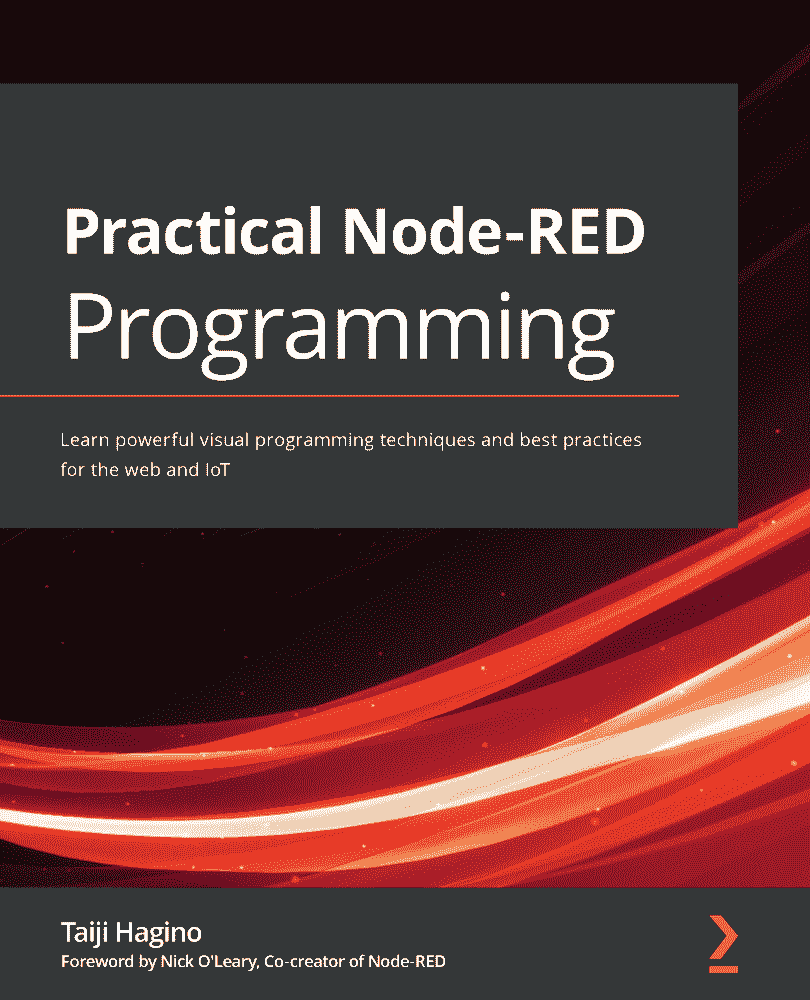 Practical Node-RED
Programming
Learn powerful visual programming techniques and best practices
for the web and IoT
Taiji Hagino
Foreword by Nick O'Leary, Co-creator of Node-RED